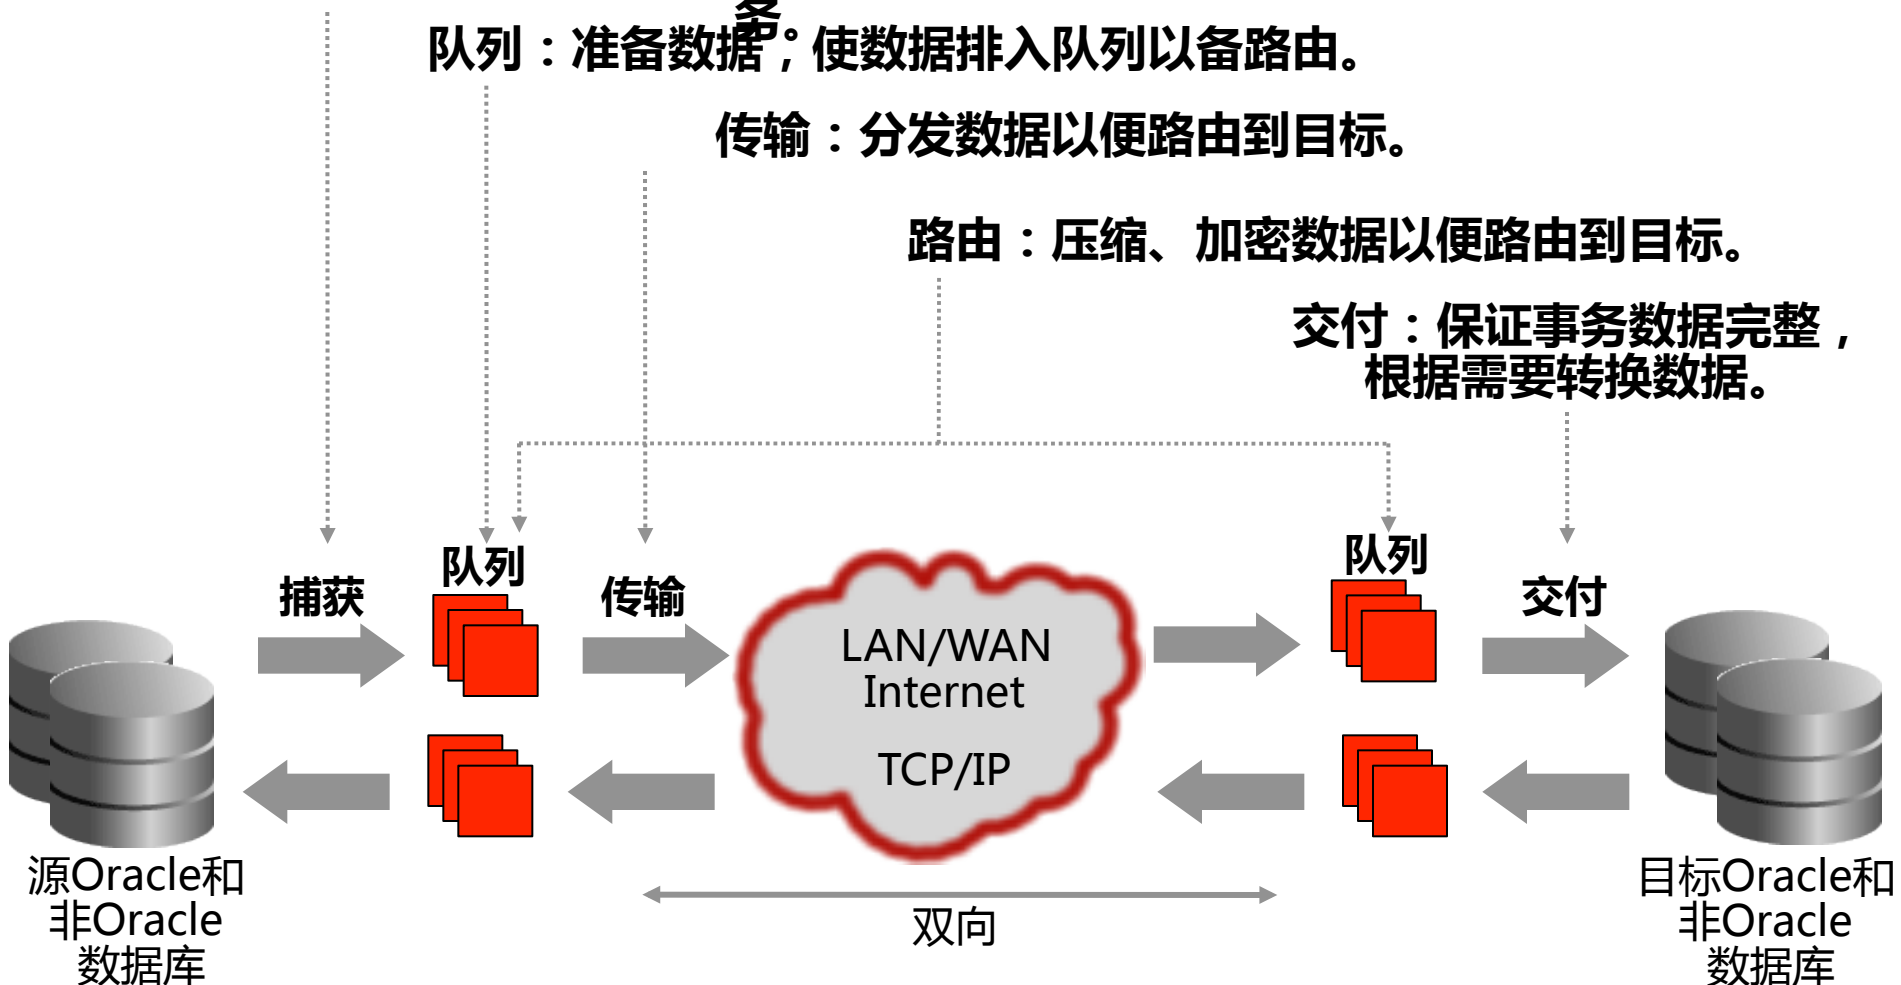 务。
队列：准备数据，使数据排入队列以备路由。
传输：分发数据以便路由到目标。
路由：压缩、加密数据以便路由到目标。
交付：保证事务数据完整，
根据需要转换数据。
捕获
队列
传输
队列
交付
LAN/WAN
Internet
TCP/IP
源Oracle和
非Oracle
数据库
双向
目标Oracle和
非Oracle
数据库